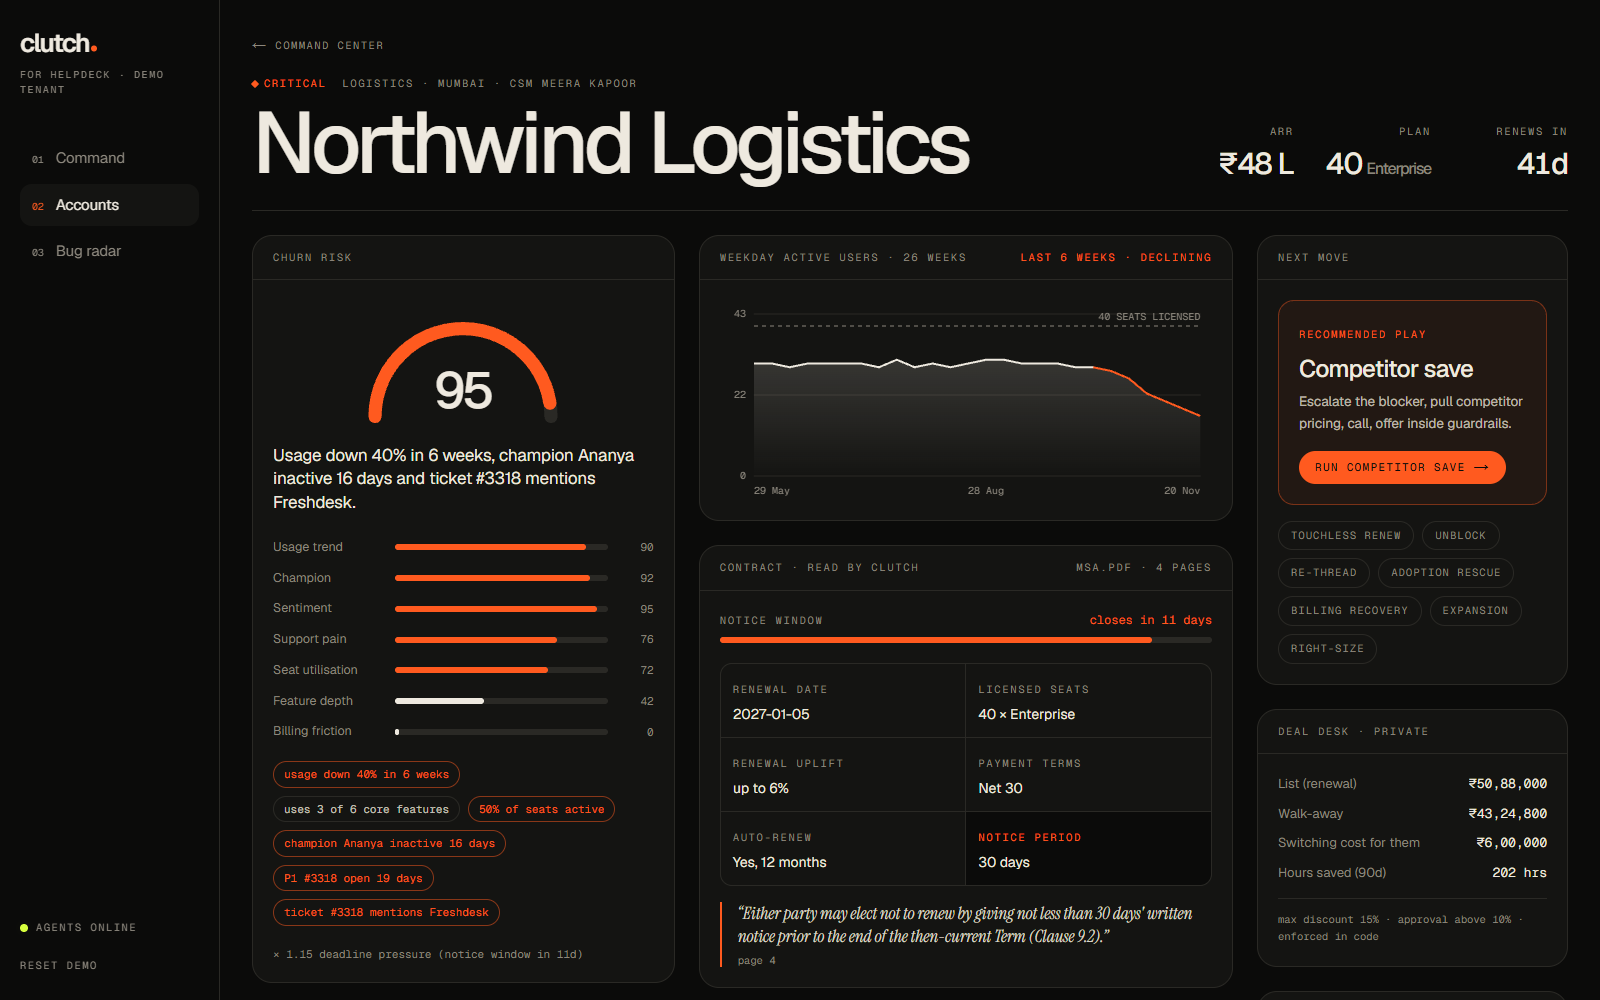 clutch.
FOR HELPDECK · DEMO
TENANT
01 Command
02 Accounts
03 Bug radar
AGENTS ONLINE
RESET DEMO
← COMMAND CENTER
CRITICAL LOGISTICS · MUMBAI · CSM MEERA KAPOOR
Northwind Logistics
ARR
₹48 L
PLAN
40 Enterprise
RENEWS IN
41d
CHURN RISK
95
Usage down 40% in 6 weeks, champion Ananya
inactive 16 days and ticket #3318 mentions
Freshdesk.
Usage trend 90
Champion 92
Sentiment 95
Support pain 76
Seat utilisation 72
Feature depth 42
Billing friction 0
usage down 40% in 6 weeks
uses 3 of 6 core features 50% of seats active
champion Ananya inactive 16 days
P1 #3318 open 19 days
ticket #3318 mentions Freshdesk
× 1.15 deadline pressure (notice window in 11d)
WEEKDAY ACTIVE USERS · 26 WEEKS LAST 6 WEEKS · DECLINING
43
40 SEATS LICENSED
22
0
29 May 28 Aug 20 Nov
CONTRACT · READ BY CLUTCH MSA.PDF · 4 PAGES
NOTICE WINDOW closes in 11 days
RENEWAL DATE
2027-01-05
LICENSED SEATS
40 × Enterprise
RENEWAL UPLIFT
up to 6%
PAYMENT TERMS
Net 30
AUTO-RENEW
Yes, 12 months
NOTICE PERIOD
30 days
“Either party may elect not to renew by giving not less than 30 days' written
notice prior to the end of the then-current Term (Clause 9.2).”
page 4
NEXT MOVE
RECOMMENDED PLAY
Competitor save
Escalate the blocker, pull competitor
pricing, call, offer inside guardrails.
RUN COMPETITOR SAVE →
TOUCHLESS RENEW UNBLOCK
RE-THREAD ADOPTION RESCUE
BILLING RECOVERY EXPANSION
RIGHT-SIZE
DEAL DESK · PRIVATE
List (renewal) ₹50,88,000
Walk-away ₹43,24,800
Switching cost for them ₹6,00,000
Hours saved (90d) 202 hrs
max discount 15% · approval above 10% ·
enforced in code